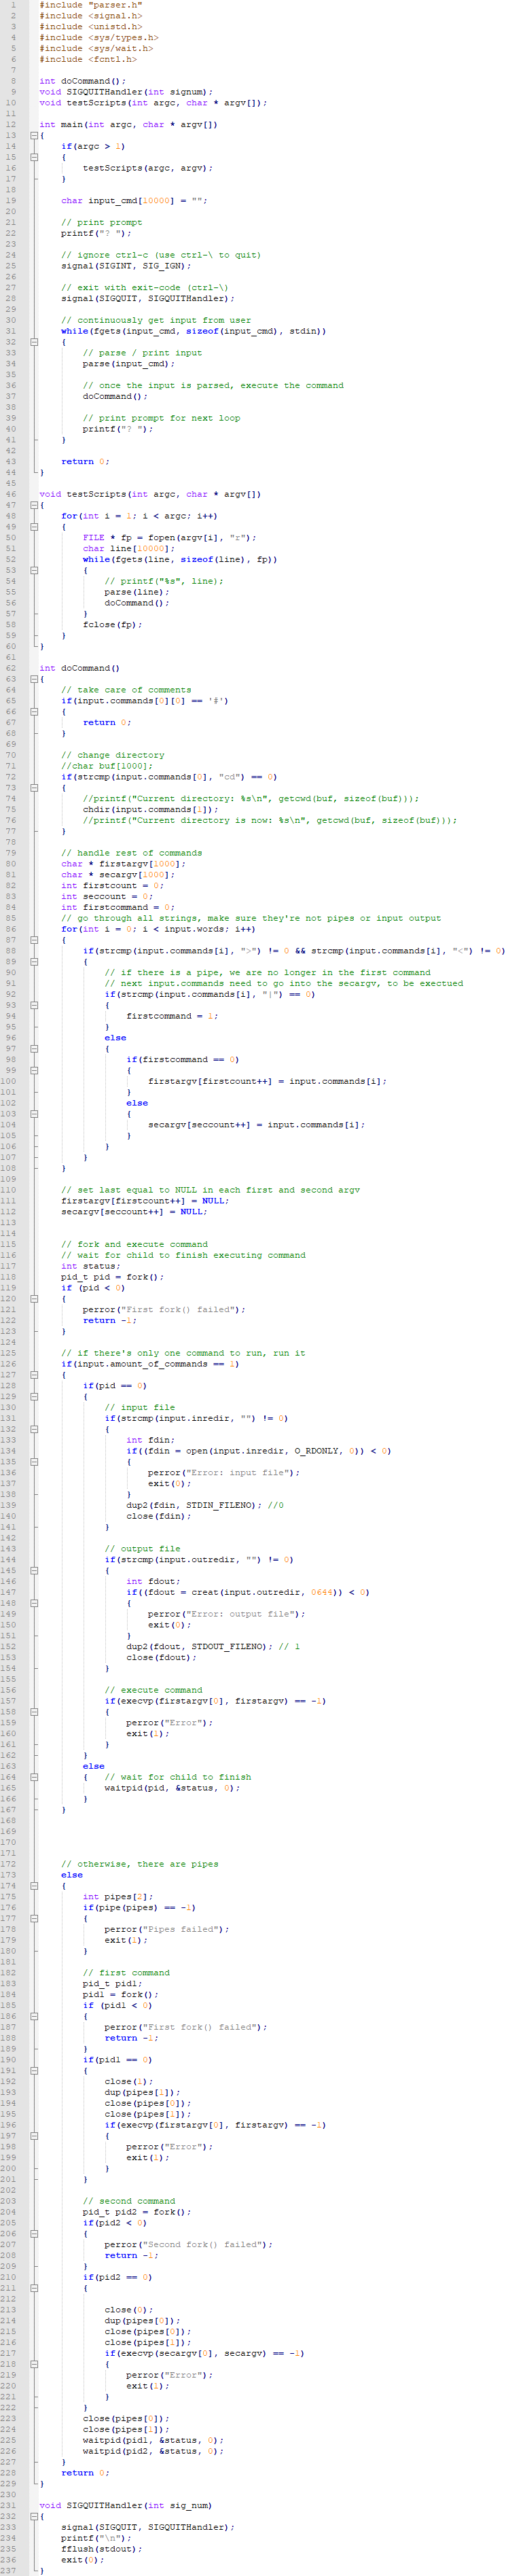 1 #include "parser.h"
2 #include <signal.h>
3 #include <unistd.h>
4 #include <sys/types.h>
5 #include <sys/wait.h>
6 #include <fcntl.h>
7
8 int doCommand();
9 void SIGQUITHandler(int signum);
10 void testScripts(int argc, char * argv[]);
11
12 int main(int argc, char * argv[])
13 {
14     if(argc > 1)
15     {
16         testScripts(argc, argv);
17     }
18
19     char input_cmd[10000] = "";
20
21     // print prompt
22     printf("? ");
23
24     // ignore ctrl-c (use ctrl-\ to quit)
25     signal(SIGINT, SIG_IGN);
26
27     // exit with exit-code (ctrl-\)
28     signal(SIGQUIT, SIGQUITHandler);
29
30     // continuously get input from user
31     while(fgets(input_cmd, sizeof(input_cmd), stdin))
32     {
33         // parse / print input
34         parse(input_cmd);
35
36         // once the input is parsed, execute the command
37         doCommand();
38
39         // print prompt for next loop
40         printf("? ");
41     }
42
43     return 0;
44 }
45
46 void testScripts(int argc, char * argv[])
47 {
48     for(int i = 1; i < argc; i++)
49     {
50         FILE * fp = fopen(argv[i], "r");
51         char line[10000];
52         while(fgets(line, sizeof(line), fp))
53         {
54             // printf("%s", line);
55             parse(line);
56             doCommand();
57         }
58         fclose(fp);
59     }
60 }
61
62 int doCommand()
63 {
64     // take care of comments
65     if(input.commands[0][0] == '#')
66     {
67         return 0;
68     }
69
70     // change directory
71     //char buf[1000];
72     if(strcmp(input.commands[0], "cd") == 0)
73     {
74         //printf("Current directory: %s\n", getcwd(buf, sizeof(buf)));
75         chdir(input.commands[1]);
76         //printf("Current directory is now: %s\n", getcwd(buf, sizeof(buf)));
77     }
78
79     // handle rest of commands
80     char * firstargv[1000];
81     char * secargv[1000];
82     int firstcount = 0;
83     int seccount = 0;
84     int firstcommand = 0;
85     // go through all strings, make sure they're not pipes or input output
86     for(int i = 0; i < input.words; i++)
87     {
88         if(strcmp(input.commands[i], ">") != 0 && strcmp(input.commands[i], "<") != 0)
89         {
90             // if there is a pipe, we are no longer in the first command
91             // next input.commands need to go into the secargv, to be exectued
92             if(strcmp(input.commands[i], "|") == 0)
93             {
94                 firstcommand = 1;
95             }
96             else
97             {
98                 if(firstcommand == 0)
99                 {
100                     firstargv[firstcount++] = input.commands[i];
101                 }
102                 else
103                 {
104                     secargv[seccount++] = input.commands[i];
105                 }
106             }
107         }
108     }
109
110     // set last equal to NULL in each first and second argv
111     firstargv[firstcount++] = NULL;
112     secargv[seccount++] = NULL;
113
114
115     // fork and execute command
116     // wait for child to finish executing command
117     int status;
118     pid_t pid = fork();
119     if (pid < 0)
120     {
121         perror("First fork() failed");
122         return -1;
123     }
124
125     // if there's only one command to run, run it
126     if(input.amount_of_commands == 1)
127     {
128         if(pid == 0)
129         {
130             // input file
131             if(strcmp(input.inredir, "") != 0)
132             {
133                 int fdin;
134                 if((fdin = open(input.inredir, O_RDONLY, 0)) < 0)
135                 {
136                     perror("Error: input file");
137                     exit(0);
138                 }
139                 dup2(fdin, STDIN_FILENO); //0
140                 close(fdin);
141             }
142
143             // output file
144             if(strcmp(input.outredir, "") != 0)
145             {
146                 int fdout;
147                 if((fdout = creat(input.outredir, 0644)) < 0)
148                 {
149                     perror("Error: output file");
150                     exit(0);
151                 }
152                 dup2(fdout, STDOUT_FILENO); // 1
153                 close(fdout);
154             }
155
156             // execute command
157             if(execvp(firstargv[0], firstargv) == -1)
158             {
159                 perror("Error");
160                 exit(1);
161             }
162         }
163         else
164         {   // wait for child to finish
165             waitpid(pid, &status, 0);
166         }
167     }
168
169
170
171
172     // otherwise, there are pipes
173     else
174     {
175         int pipes[2];
176         if(pipe(pipes) == -1)
177         {
178             perror("Pipes failed");
179             exit(1);
180         }
181
182         // first command
183         pid_t pid1;
184         pid1 = fork();
185         if (pid1 < 0)
186         {
187             perror("First fork() failed");
188             return -1;
189         }
190         if(pid1 == 0)
191         {
192             close(1);
193             dup(pipes[1]);
194             close(pipes[0]);
195             close(pipes[1]);
196             if(execvp(firstargv[0], firstargv) == -1)
197             {
198                 perror("Error");
199                 exit(1);
200             }
201         }
202
203         // second command
204         pid_t pid2 = fork();
205         if(pid2 < 0)
206         {
207             perror("Second fork() failed");
208             return -1;
209         }
210         if(pid2 == 0)
211         {
212
213             close(0);
214             dup(pipes[0]);
215             close(pipes[0]);
216             close(pipes[1]);
217             if(execvp(secargv[0], secargv) == -1)
218             {
219                 perror("Error");
220                 exit(1);
221             }
222         }
223         close(pipes[0]);
224         close(pipes[1]);
225         waitpid(pid1, &status, 0);
226         waitpid(pid2, &status, 0);
227     }
228     return 0;
229 }
230
231 void SIGQUITHandler(int sig_num)
232 {
233     signal(SIGQUIT, SIGQUITHandler);
234     printf("\n");
235     fflush(stdout);
236     exit(0);
237 }